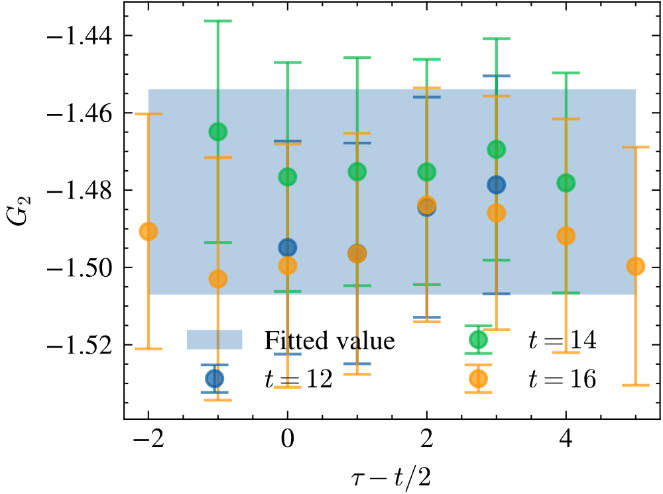 −1.44
−1.46
−1.48
−1.50
−1.52
G₂
Fitted value
t = 12
t = 14
t = 16
−2 0 2 4
τ − t/2